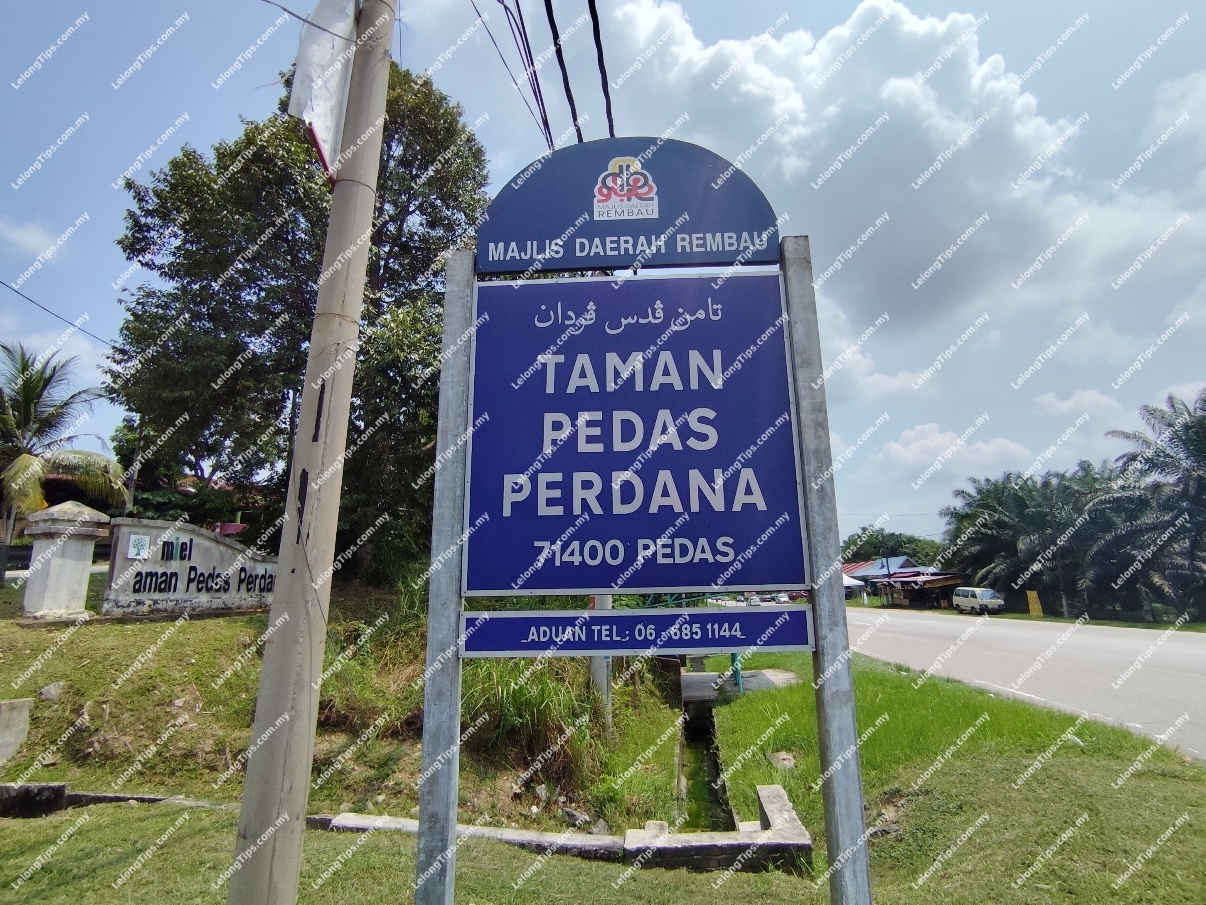 MAJLIS DAERAH
REMBAU
MAJLIS DAERAH REMBAU
تامن ڤدس ڤردان
TAMAN
PEDAS
PERDANA
71400 PEDAS
ADUAN TEL : 06 - 685 1144
miel
aman Pedas Perda
LelongTips.com.my